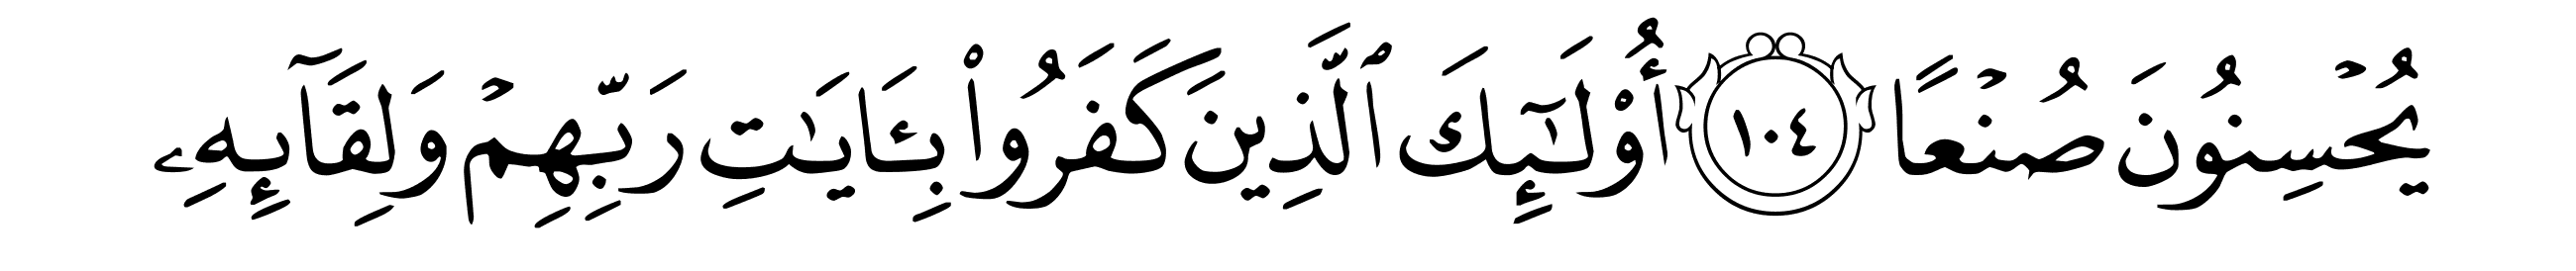 يُحْسِنُونَ صُنْعًا ١٠٤ أُوْلَٰٓئِكَ ٱلَّذِينَ كَفَرُواْ بِـَٔايَٰتِ رَبِّهِمْ وَلِقَآئِهِۦ